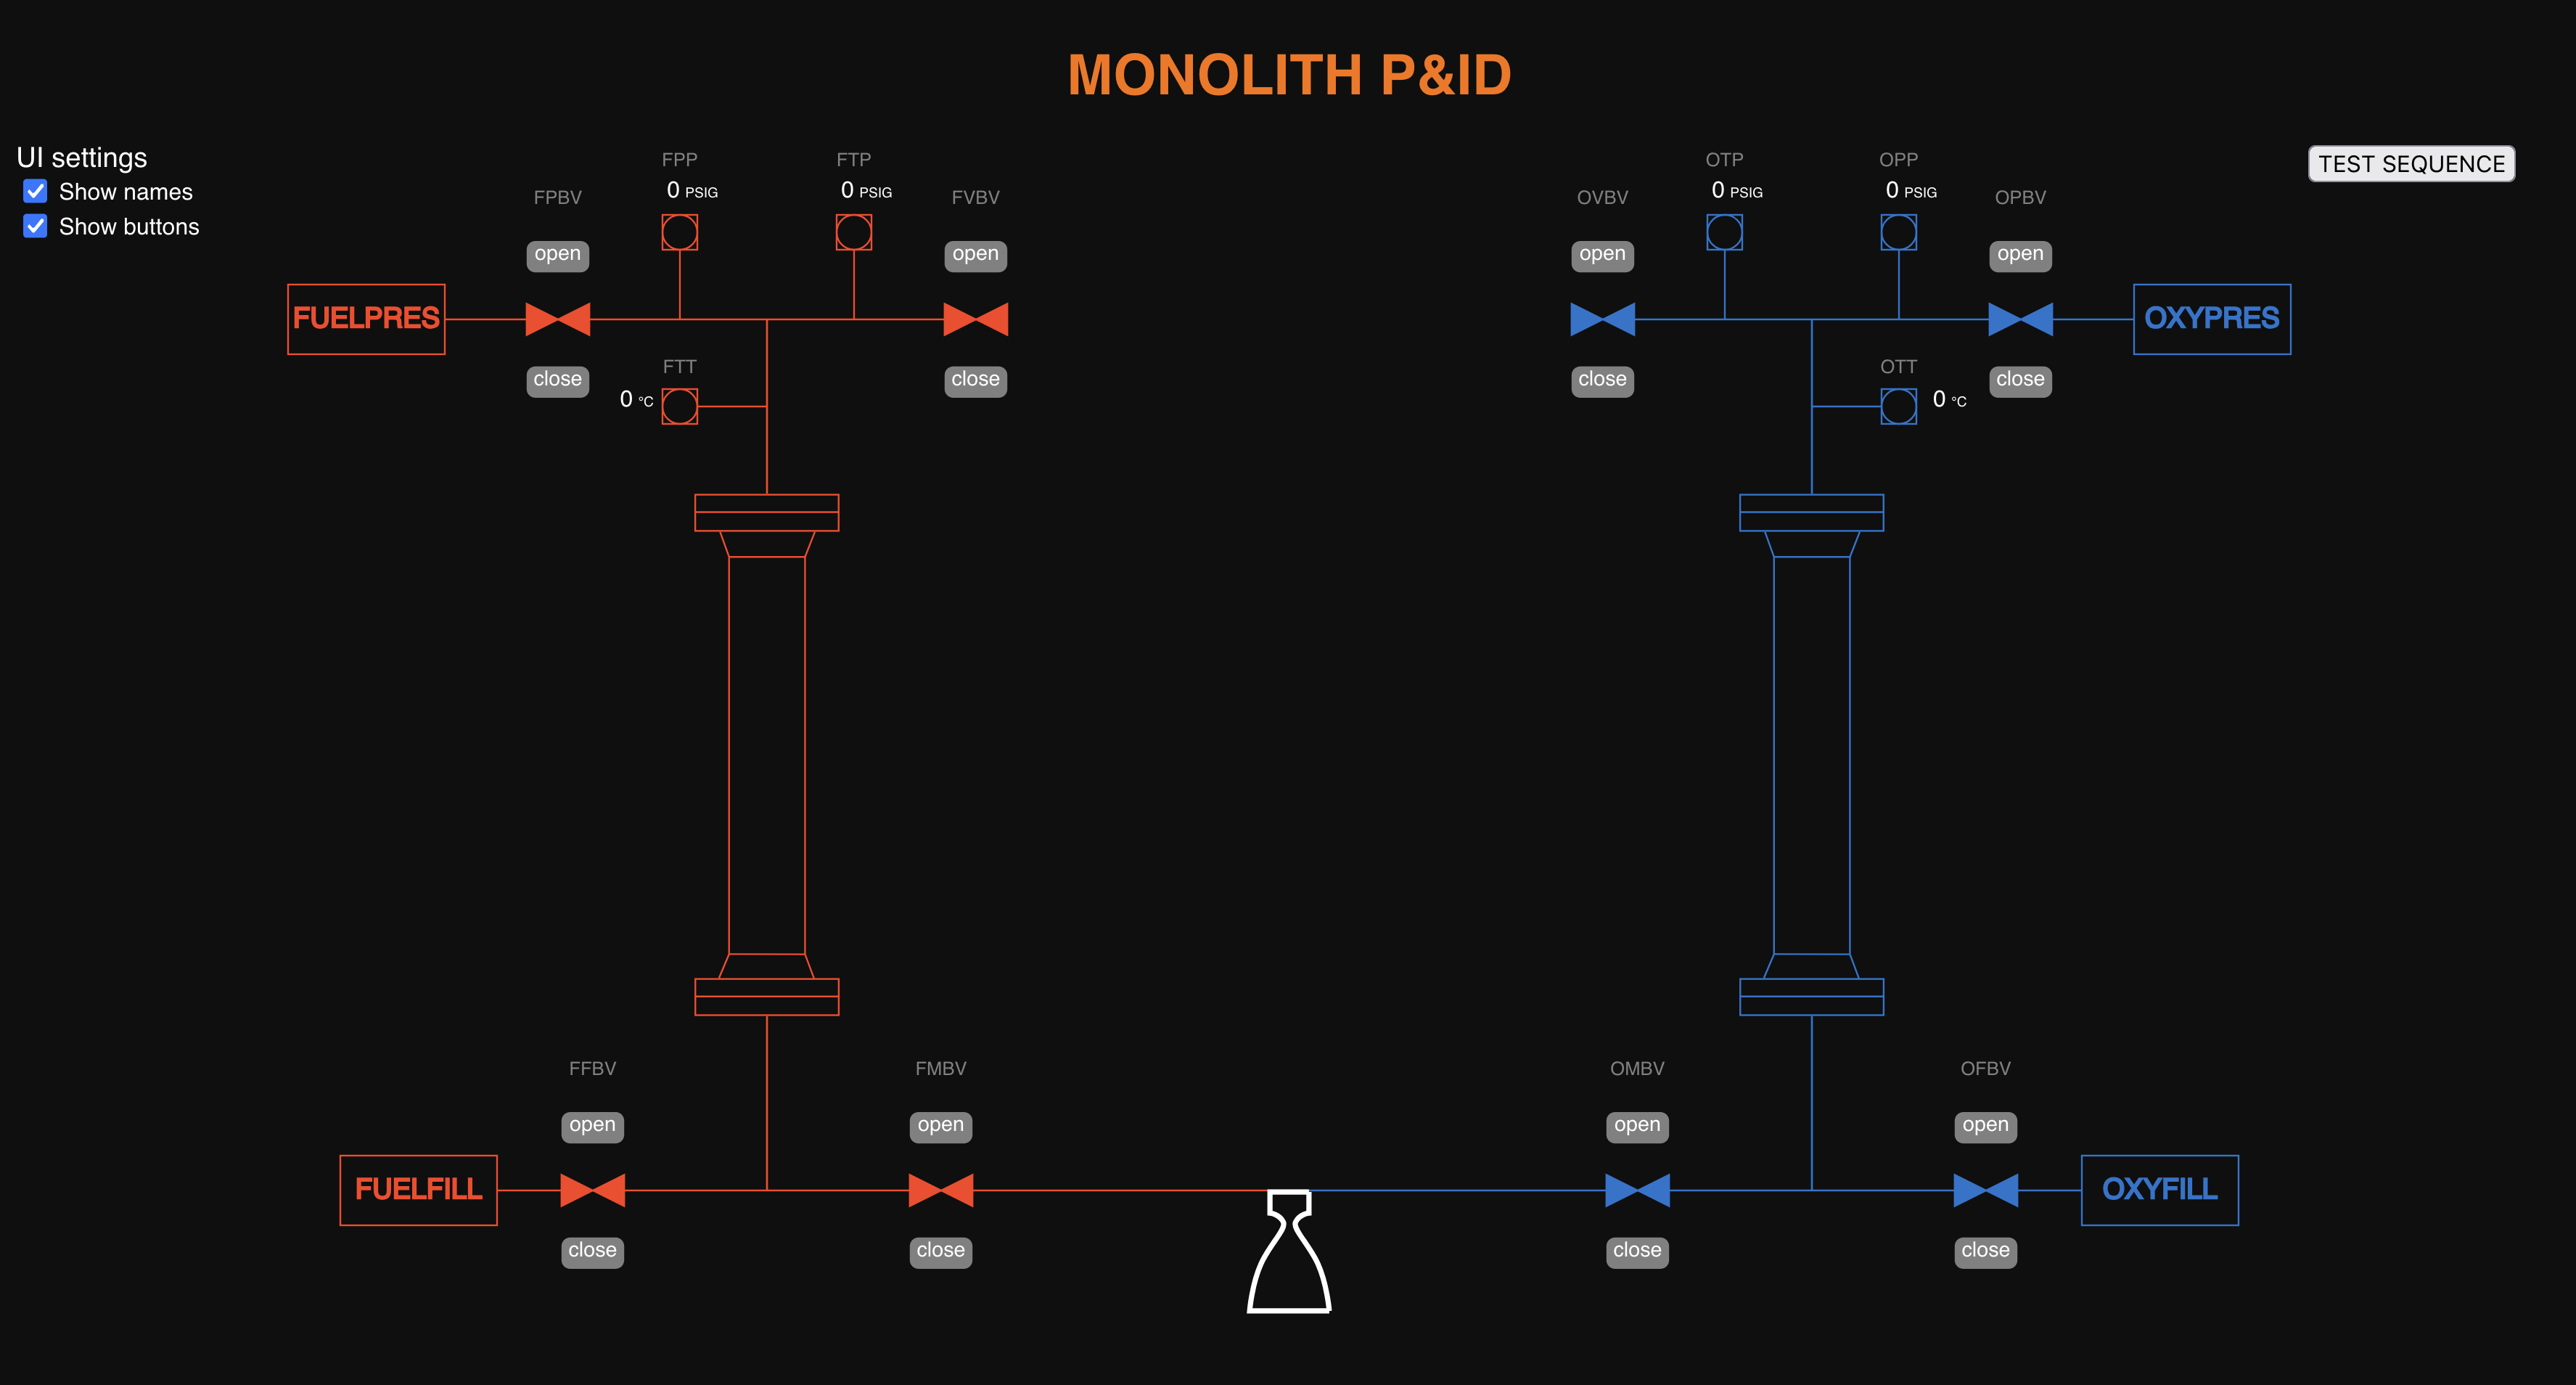 MONOLITH P&ID
UI settings
Show names
Show buttons
TEST SEQUENCE
FPP
0 PSIG
FTP
0 PSIG
FPBV
open
close
FVBV
open
close
FUELPRES
FTT
0 °C
OTP
0 PSIG
OPP
0 PSIG
OVBV
open
close
OPBV
open
close
OXYPRES
OTT
0 °C
FFBV
open
close
FMBV
open
close
FUELFILL
OMBV
open
close
OFBV
open
close
OXYFILL